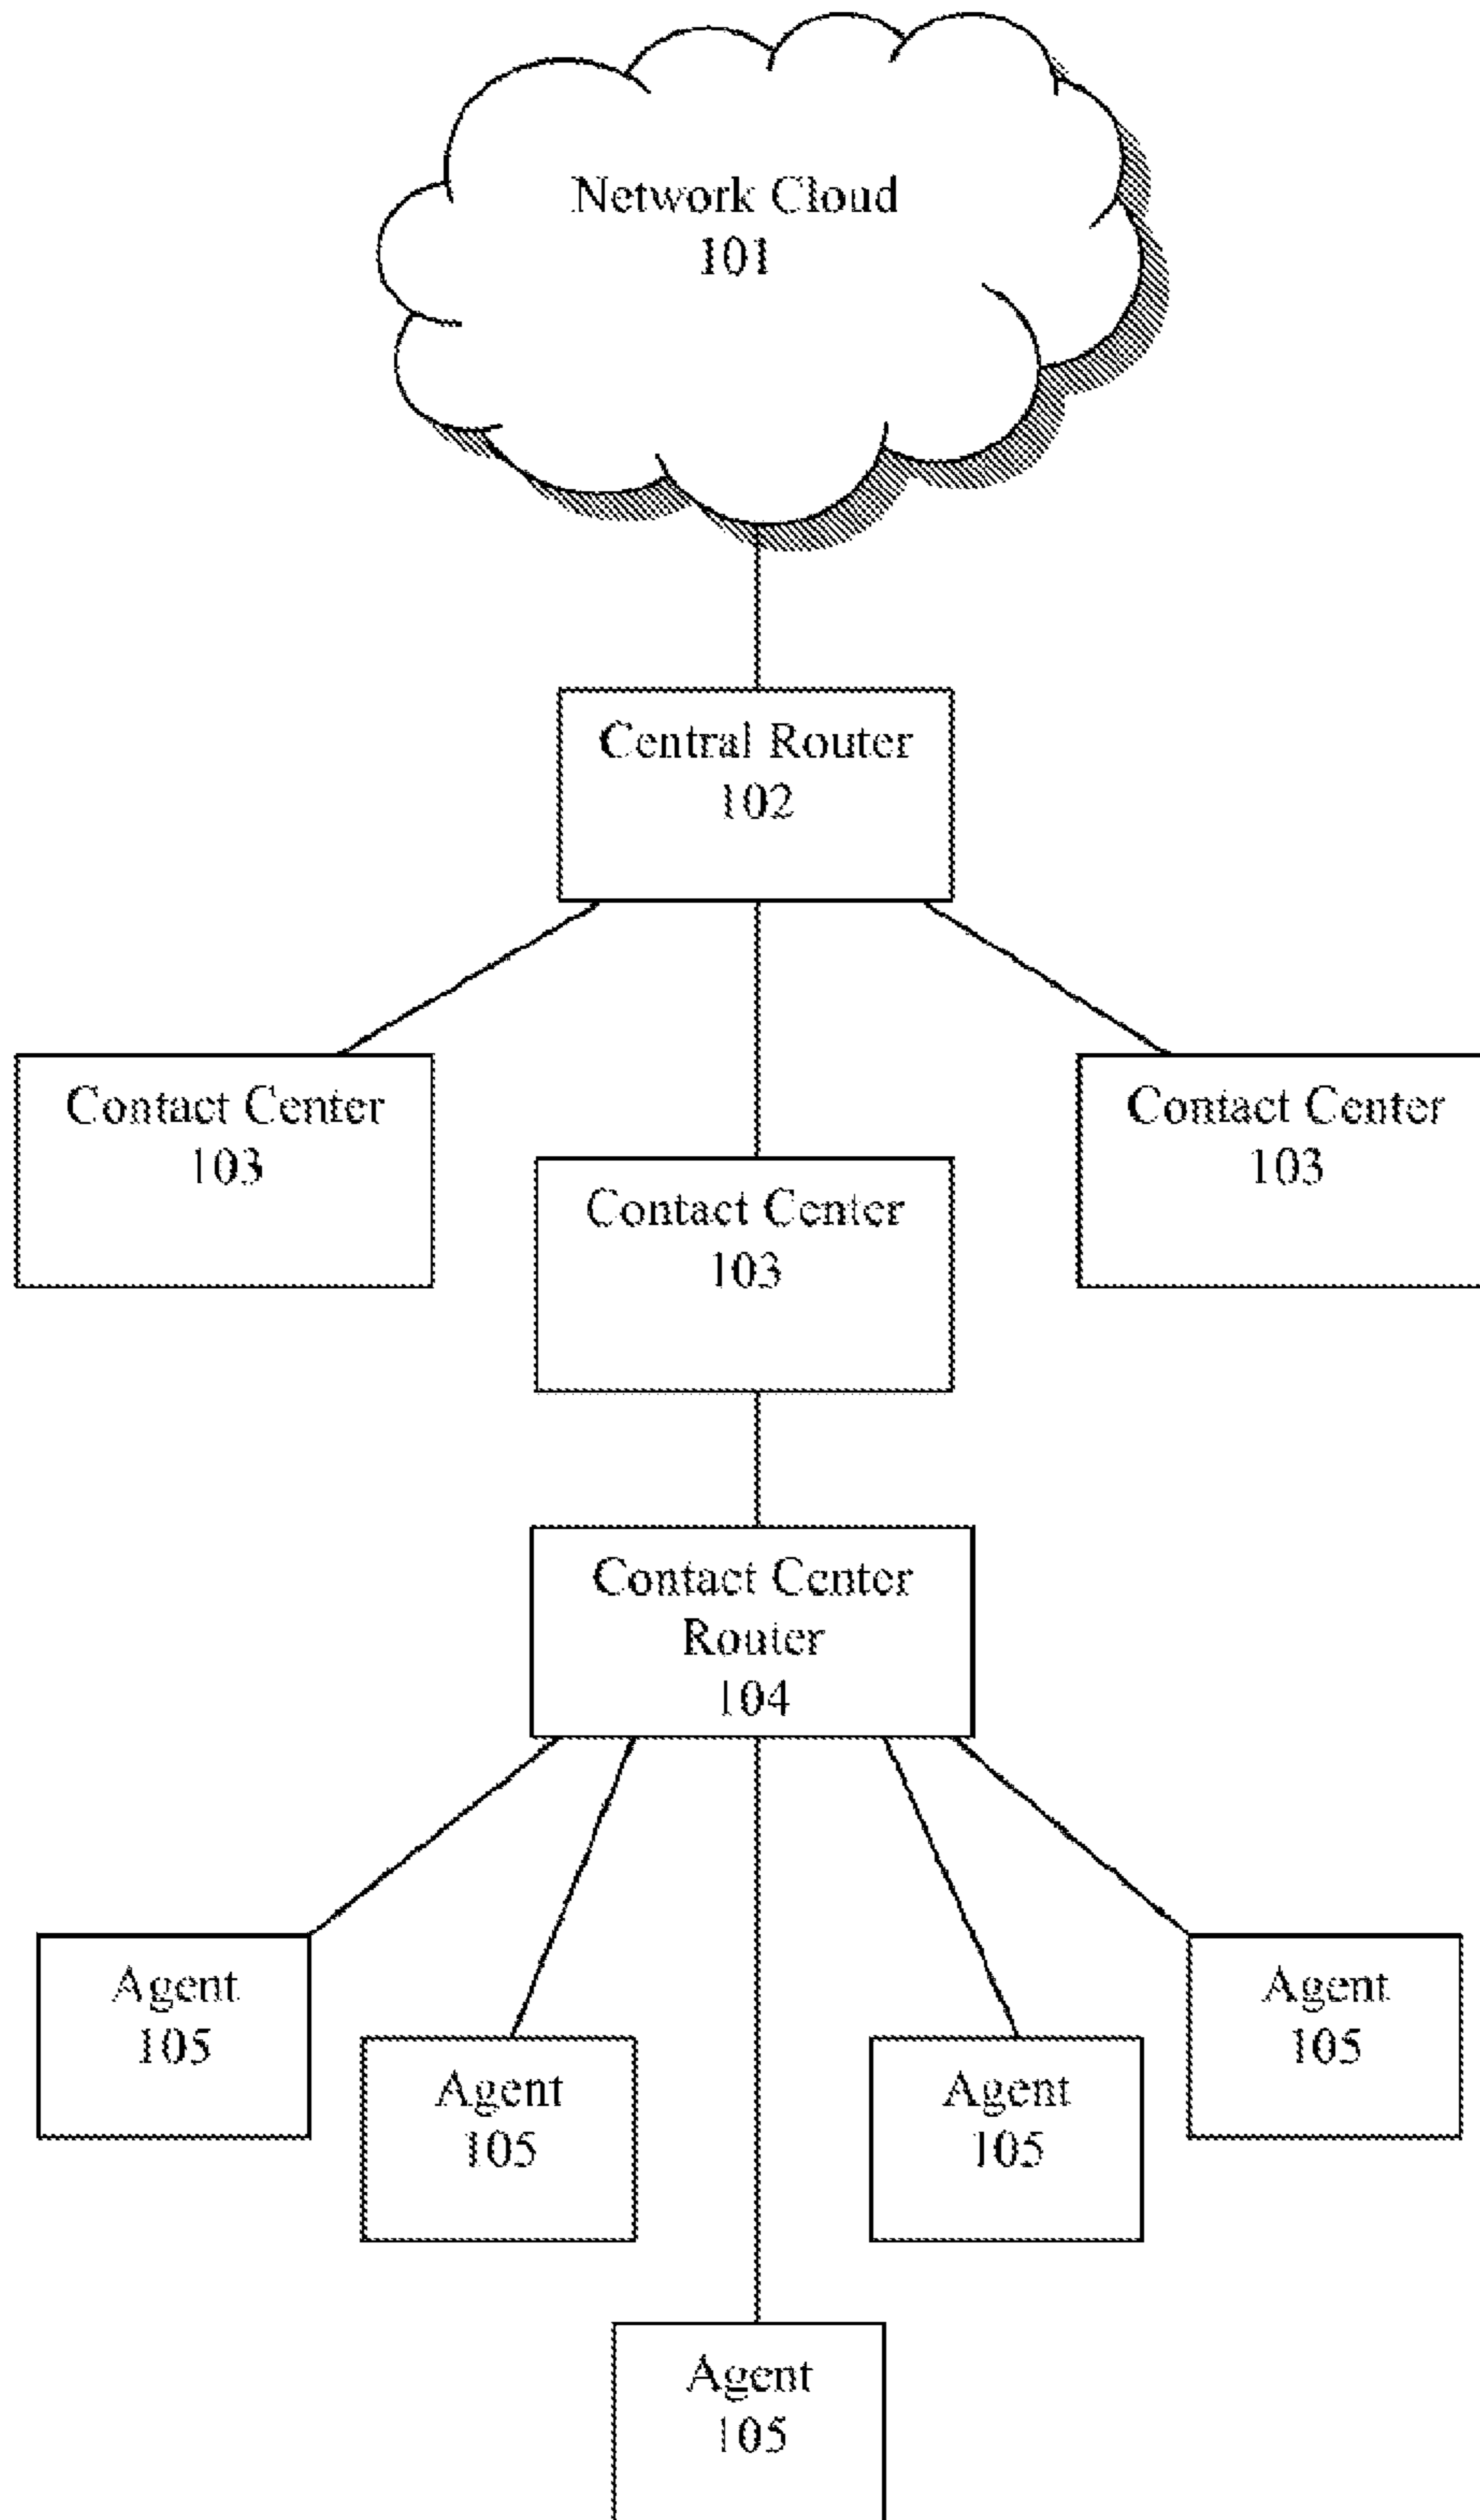 Network Cloud
101
Central Router
102
Contact Center
103
Contact Center
103
Contact Center
103
Contact Center
Router
104
Agent
105
Agent
105
Agent
105
Agent
105
Agent
105